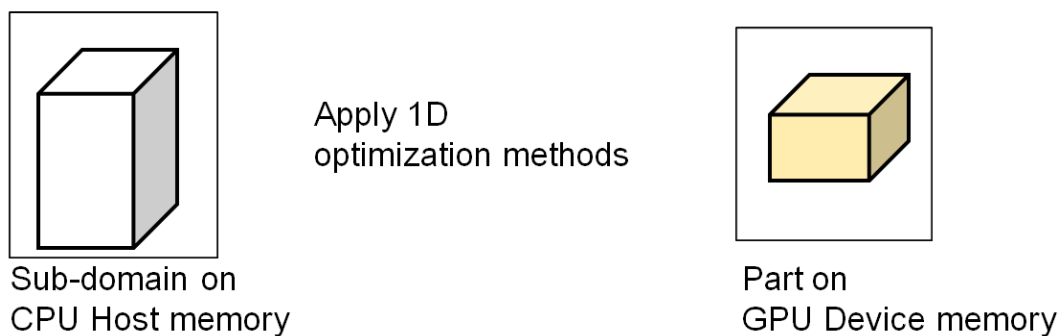 Apply 1D
optimization methods
Sub-domain on
CPU Host memory
Part on
GPU Device memory